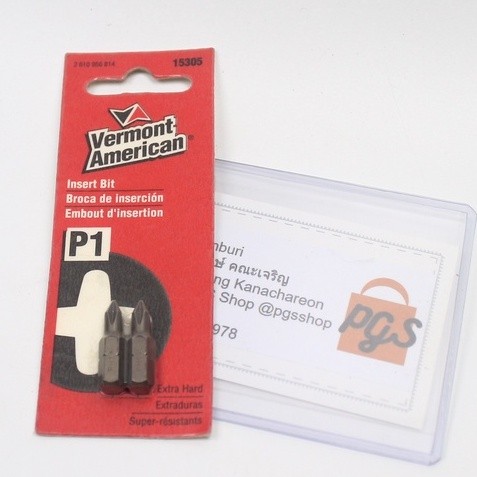 2 610 956 814
15305
Vermont
American
Insert Bit
Broca de inserción
Embout d'insertion
P1
Extra Hard
Extraduras
Super-résistants
nburi
ษ์ คณะเจริญ
ng Kanachareon
Shop @pgsshop
978
pgs